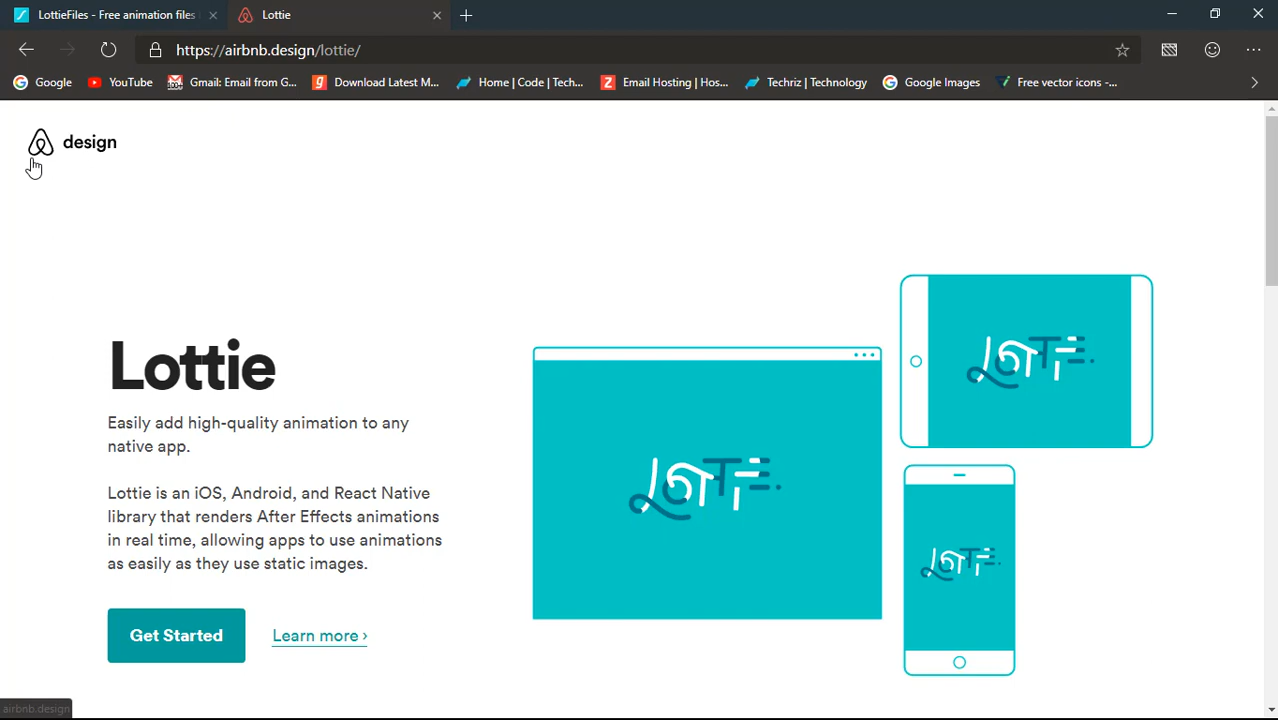 LottieFiles - Free animation files
Lottie
https://airbnb.design/lottie/
Google
YouTube
Gmail: Email from G...
Download Latest M...
Home | Code | Tech...
Email Hosting | Hos...
Techriz | Technology
Google Images
Free vector icons -...
design
Lottie
Easily add high-quality animation to any
native app.
Lottie is an iOS, Android, and React Native
library that renders After Effects animations
in real time, allowing apps to use animations
as easily as they use static images.
Get Started
Learn more ›
LOTTIE
LOTTIE
LOTTIE
airbnb.design